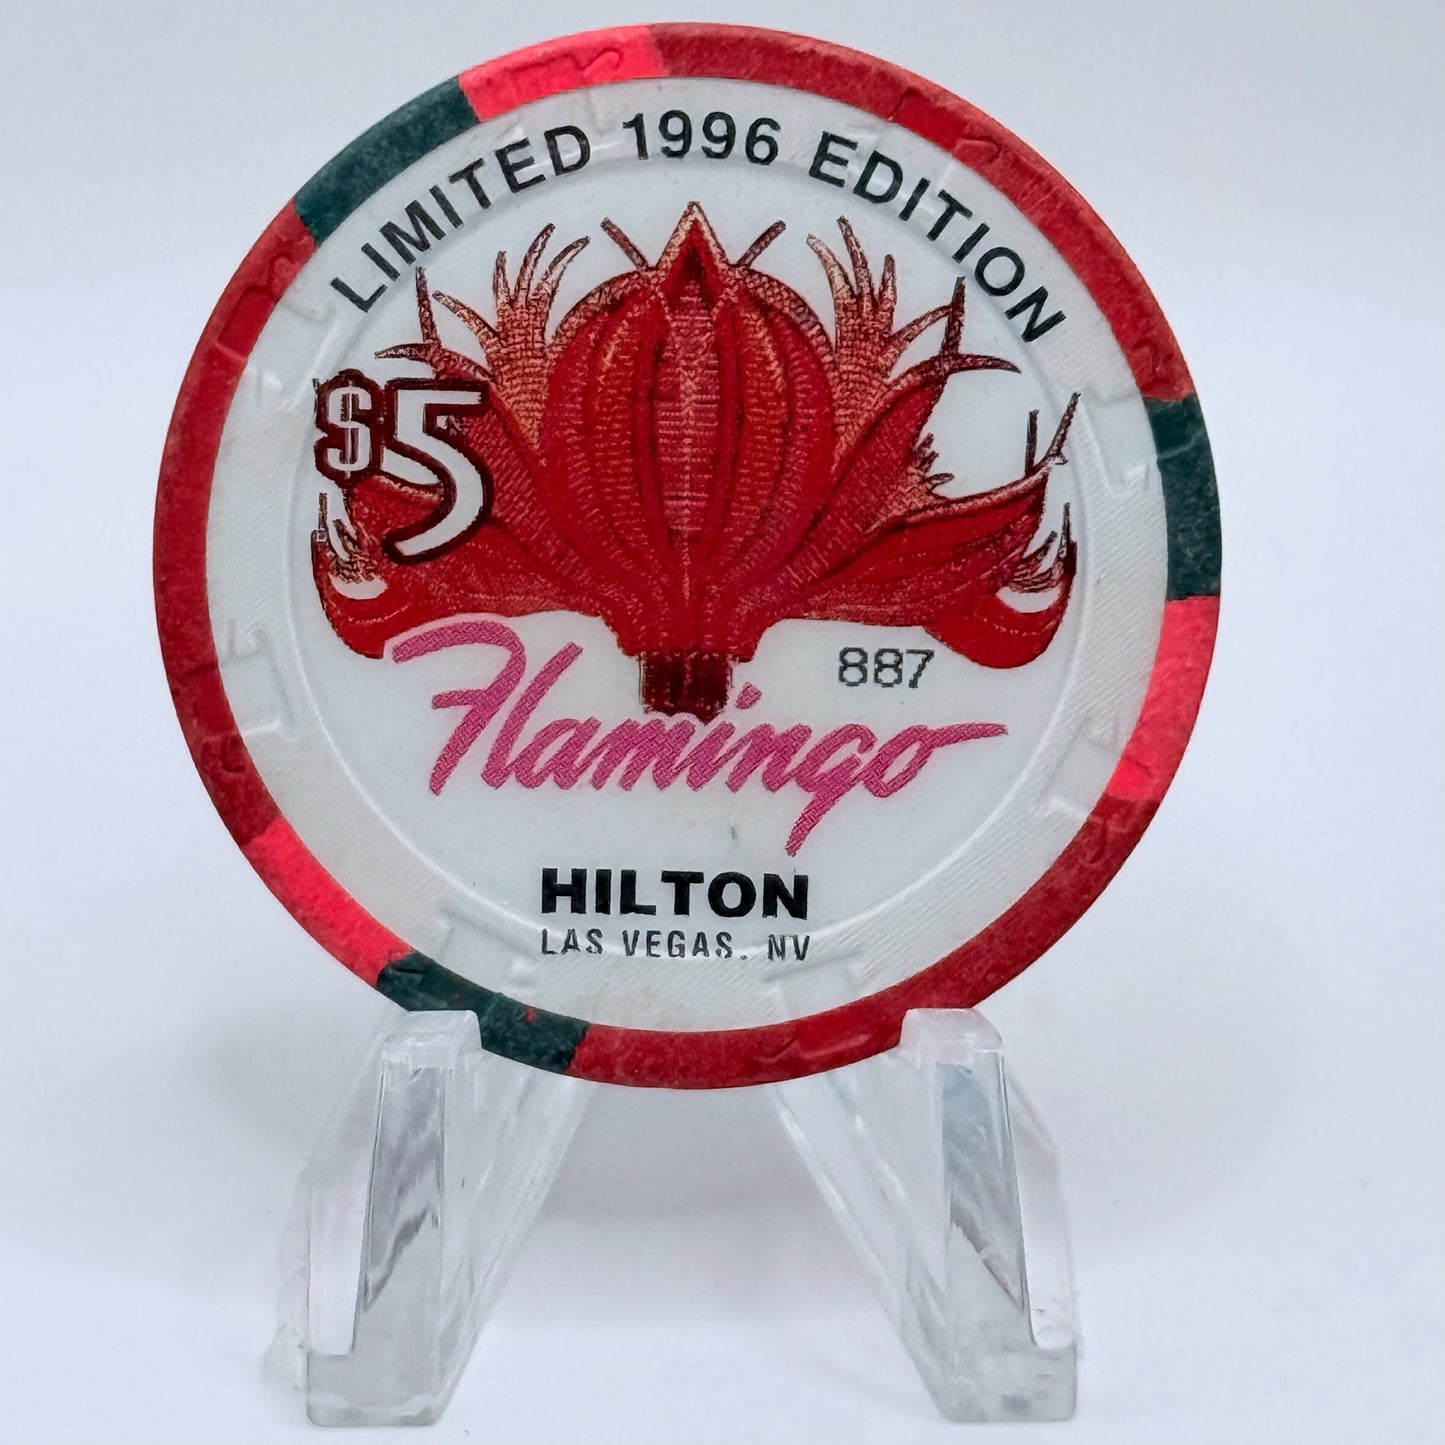 LIMITED 1996 EDITION
$5
887
Flamingo
HILTON
LAS VEGAS, NV